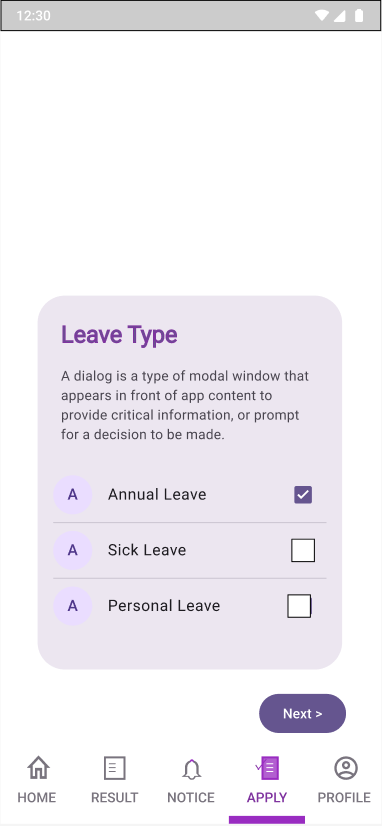 12:30
Leave Type
A dialog is a type of modal window that
appears in front of app content to
provide critical information, or prompt
for a decision to be made.
A Annual Leave
A Sick Leave
A Personal Leave
Next >
HOME RESULT NOTICE APPLY PROFILE